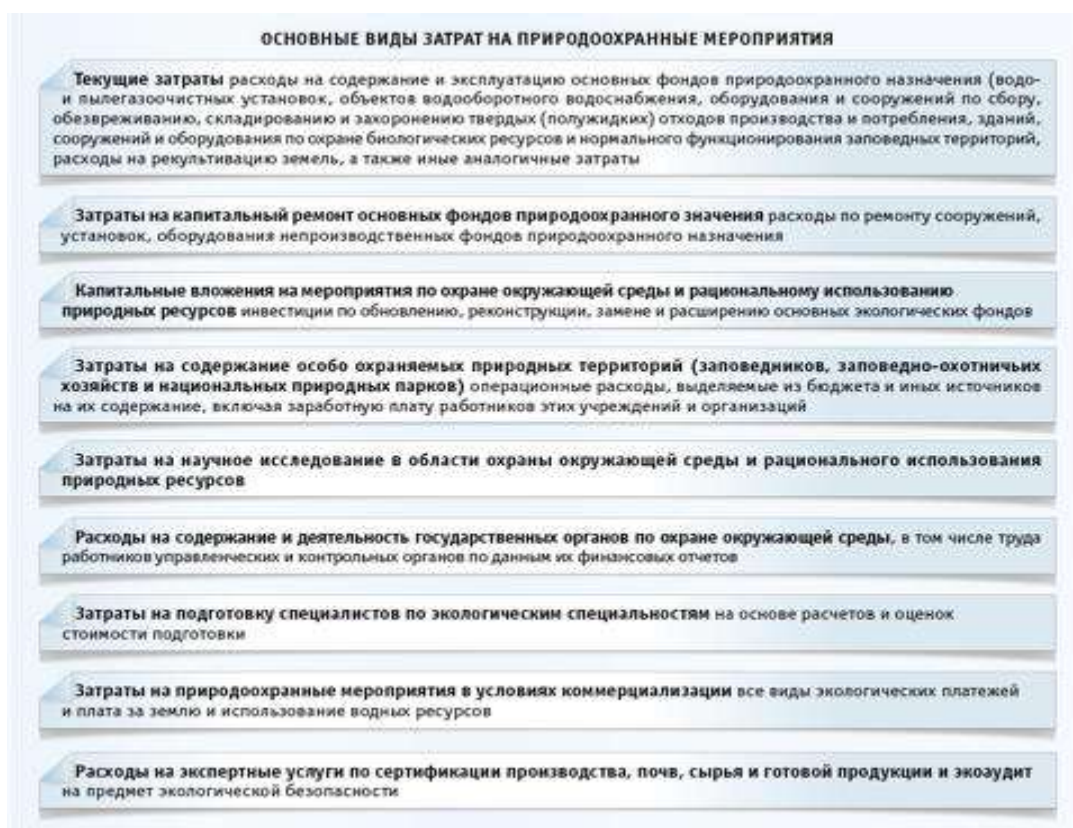 ОСНОВНЫЕ ВИДЫ ЗАТРАТ НА ПРИРОДООХРАННЫЕ МЕРОПРИЯТИЯ
Текущие затраты расходы на содержание и эксплуатацию основных фондов природоохранного назначения (водо-
и пылегазоочистных установок, объектов водооборотного водоснабжения, оборудования и сооружений по сбору,
обезвреживанию, складированию и захоронению твердых (полужидких) отходов производства и потребления, зданий,
сооружений и оборудования по охране биологических ресурсов и нормального функционирования заповедных территорий,
расходы на рекультивацию земель, а также иные аналогичные затраты
Затраты на капитальный ремонт основных фондов природоохранного значения расходы по ремонту сооружений,
установок, оборудования непроизводственных фондов природоохранного назначения
Капитальные вложения на мероприятия по охране окружающей среды и рациональному использованию
природных ресурсов инвестиции по обновлению, реконструкции, замене и расширению основных экологических фондов
Затраты на содержание особо охраняемых природных территорий (заповедников, заповедно-охотничьих
хозяйств и национальных природных парков) операционные расходы, выделяемые из бюджета и иных источников
на их содержание, включая заработную плату работников этих учреждений и организаций
Затраты на научное исследование в области охраны окружающей среды и рационального использования
природных ресурсов
Расходы на содержание и деятельность государственных органов по охране окружающей среды, в том числе труда
работников управленческих и контрольных органов по данным их финансовых отчетов
Затраты на подготовку специалистов по экологическим специальностям на основе расчетов и оценок
стоимости подготовки
Затраты на природоохранные мероприятия в условиях коммерциализации все виды экологических платежей
и плата за землю и использование водных ресурсов
Расходы на экспертные услуги по сертификации производства, почв, сырья и готовой продукции и экоаудит
на предмет экологической безопасности